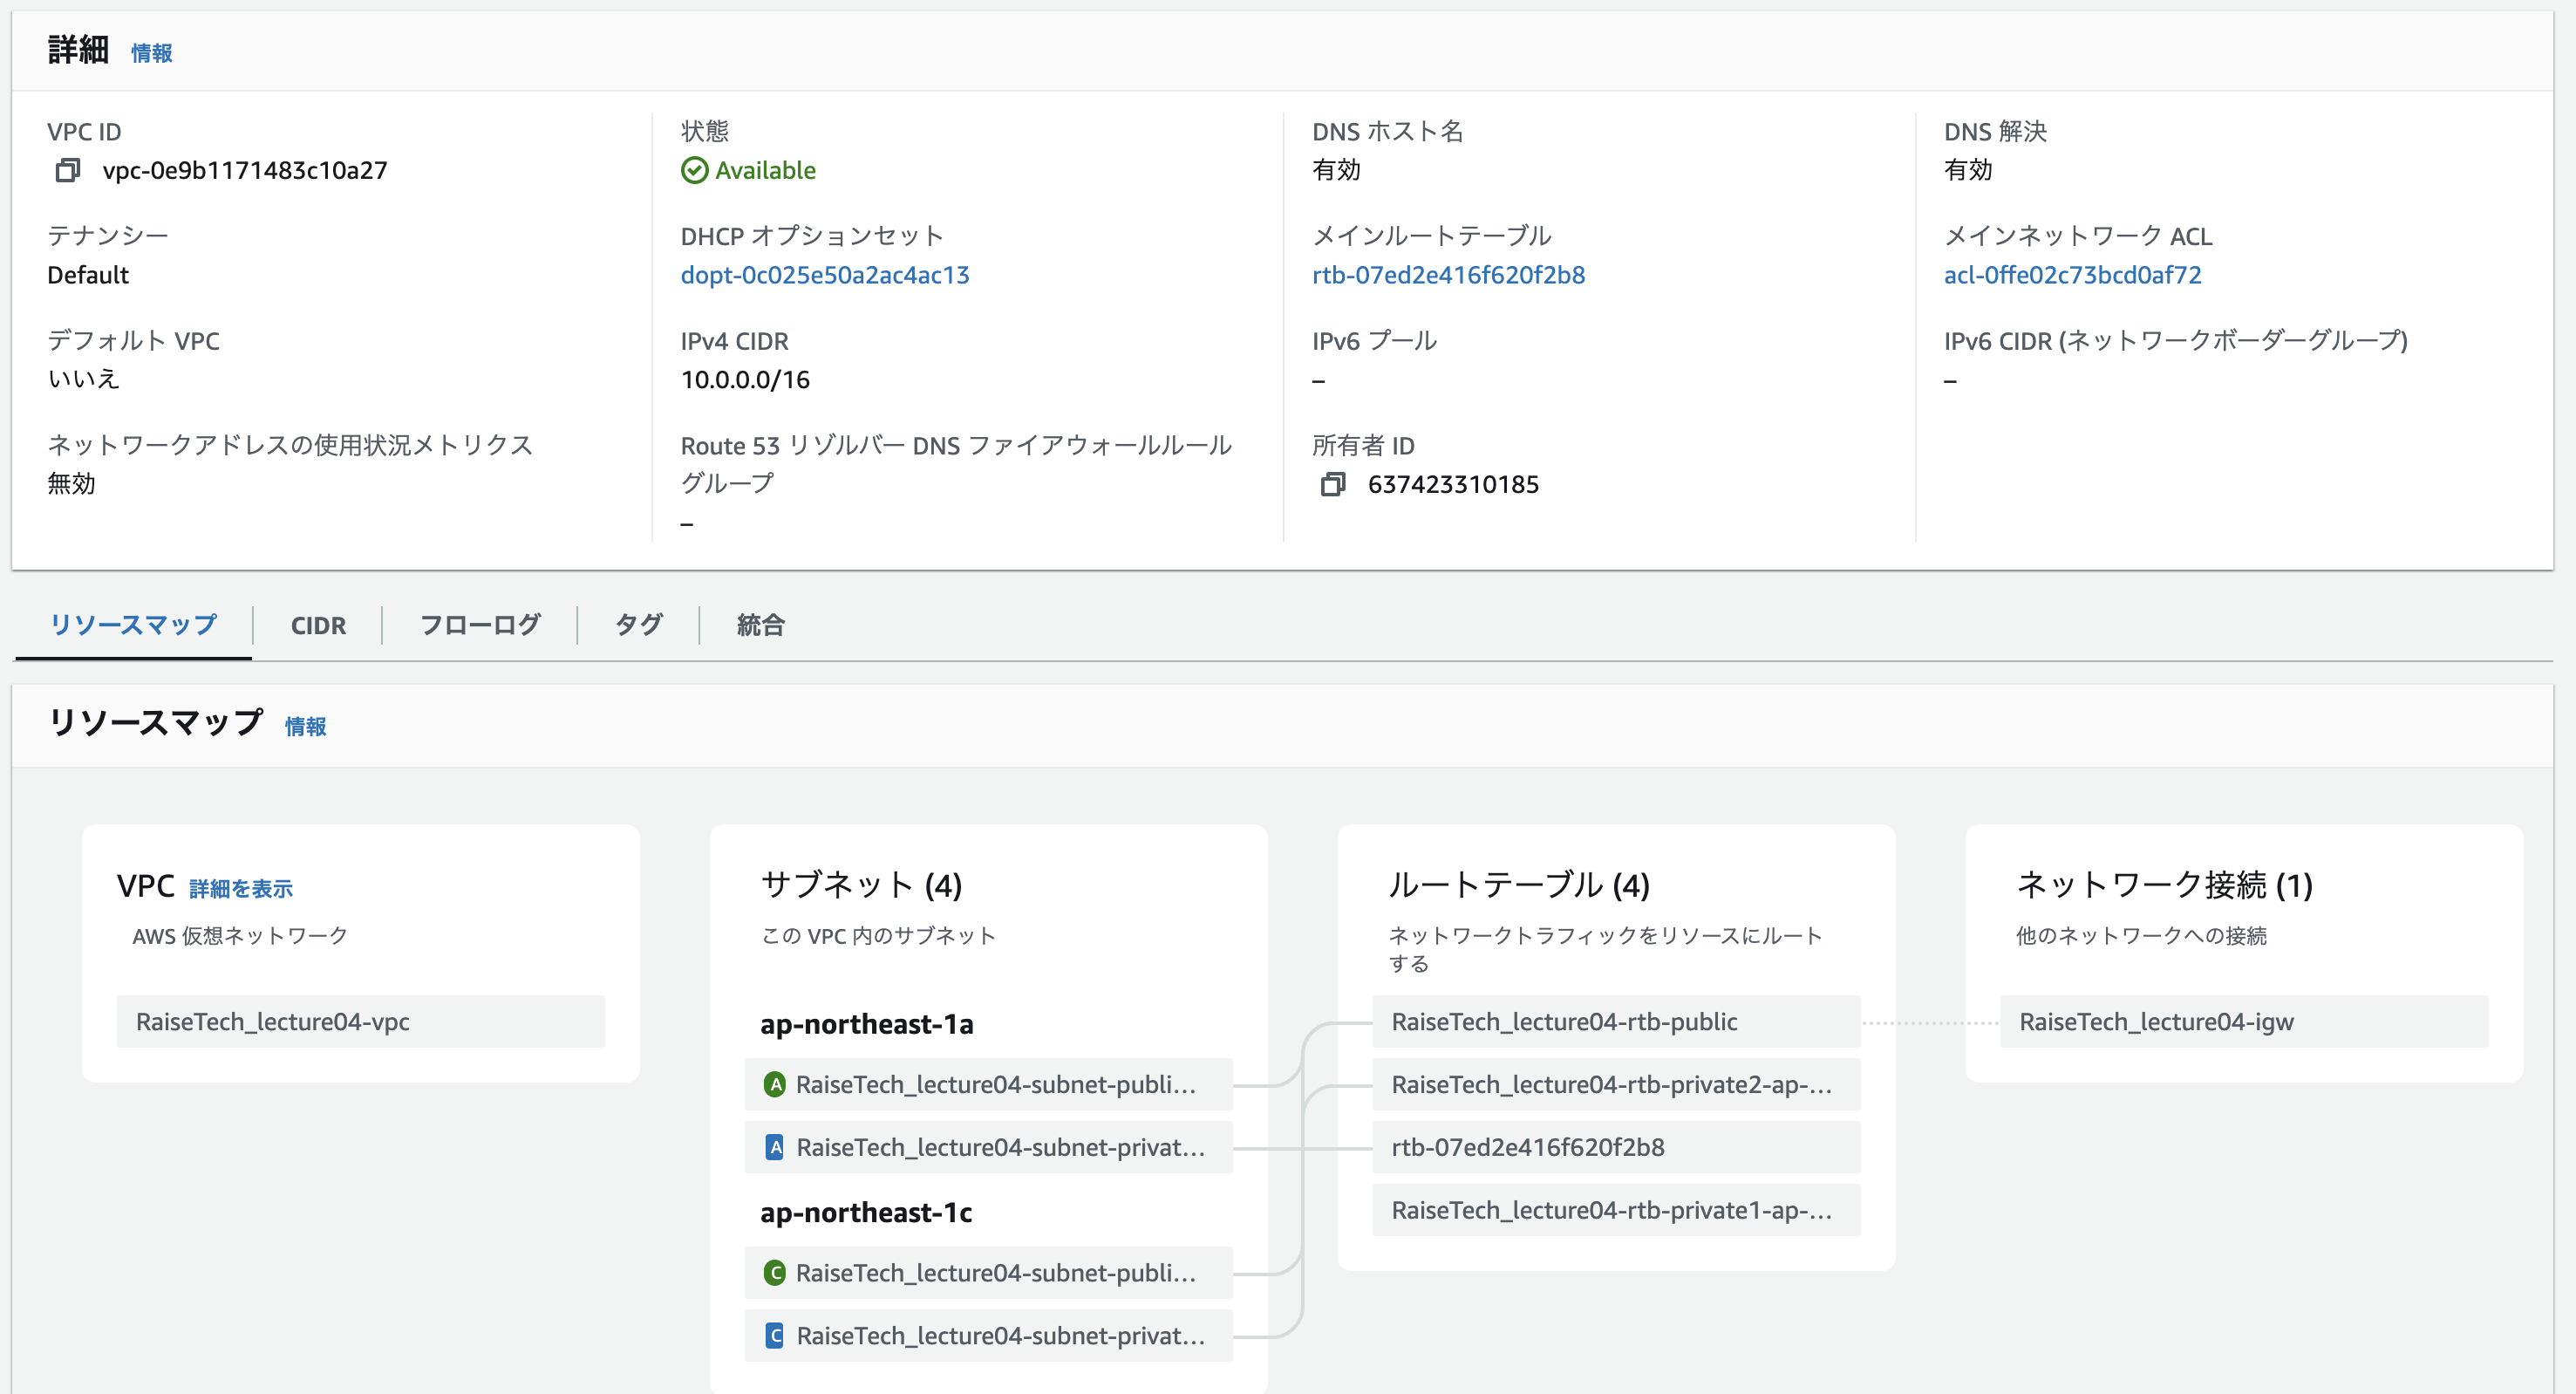 詳細 情報
VPC ID
vpc-0e9b1171483c10a27
状態
Available
DNS ホスト名
有効
DNS 解決
有効
テナンシー
Default
DHCP オプションセット
dopt-0c025e50a2ac4ac13
メインルートテーブル
rtb-07ed2e416f620f2b8
メインネットワーク ACL
acl-0ffe02c73bcd0af72
デフォルト VPC
いいえ
IPv4 CIDR
10.0.0.0/16
IPv6 プール
–
IPv6 CIDR (ネットワークボーダーグループ)
–
ネットワークアドレスの使用状況メトリクス
無効
Route 53 リゾルバー DNS ファイアウォールルール
グループ
–
所有者 ID
637423310185
リソースマップ
CIDR
フローログ
タグ
統合
リソースマップ 情報
VPC 詳細を表示
AWS 仮想ネットワーク
RaiseTech_lecture04-vpc
サブネット (4)
この VPC 内のサブネット
ap-northeast-1a
A RaiseTech_lecture04-subnet-publi...
A RaiseTech_lecture04-subnet-privat...
ap-northeast-1c
C RaiseTech_lecture04-subnet-publi...
C RaiseTech_lecture04-subnet-privat...
ルートテーブル (4)
ネットワークトラフィックをリソースにルート
する
RaiseTech_lecture04-rtb-public
RaiseTech_lecture04-rtb-private2-ap-...
rtb-07ed2e416f620f2b8
RaiseTech_lecture04-rtb-private1-ap-...
ネットワーク接続 (1)
他のネットワークへの接続
RaiseTech_lecture04-igw